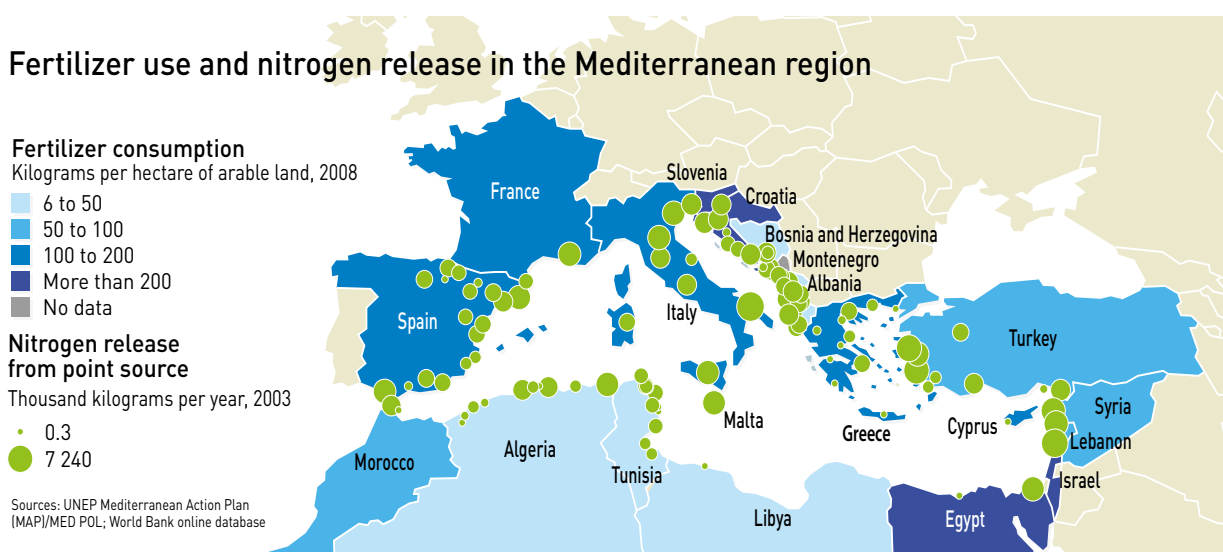 Fertilizer use and nitrogen release in the Mediterranean region
Fertilizer consumption
Kilograms per hectare of arable land, 2008
6 to 50
50 to 100
100 to 200
More than 200
No data
Nitrogen release
from point source
Thousand kilograms per year, 2003
0.3
7 240
Sources: UNEP Mediterranean Action Plan
(MAP)/MED POL; World Bank online database
Slovenia
France
Croatia
Bosnia and Herzegovina
Montenegro
Albania
Italy
Spain
Turkey
Syria
Malta
Cyprus
Greece
Lebanon
Algeria
Morocco
Tunisia
Israel
Libya
Egypt